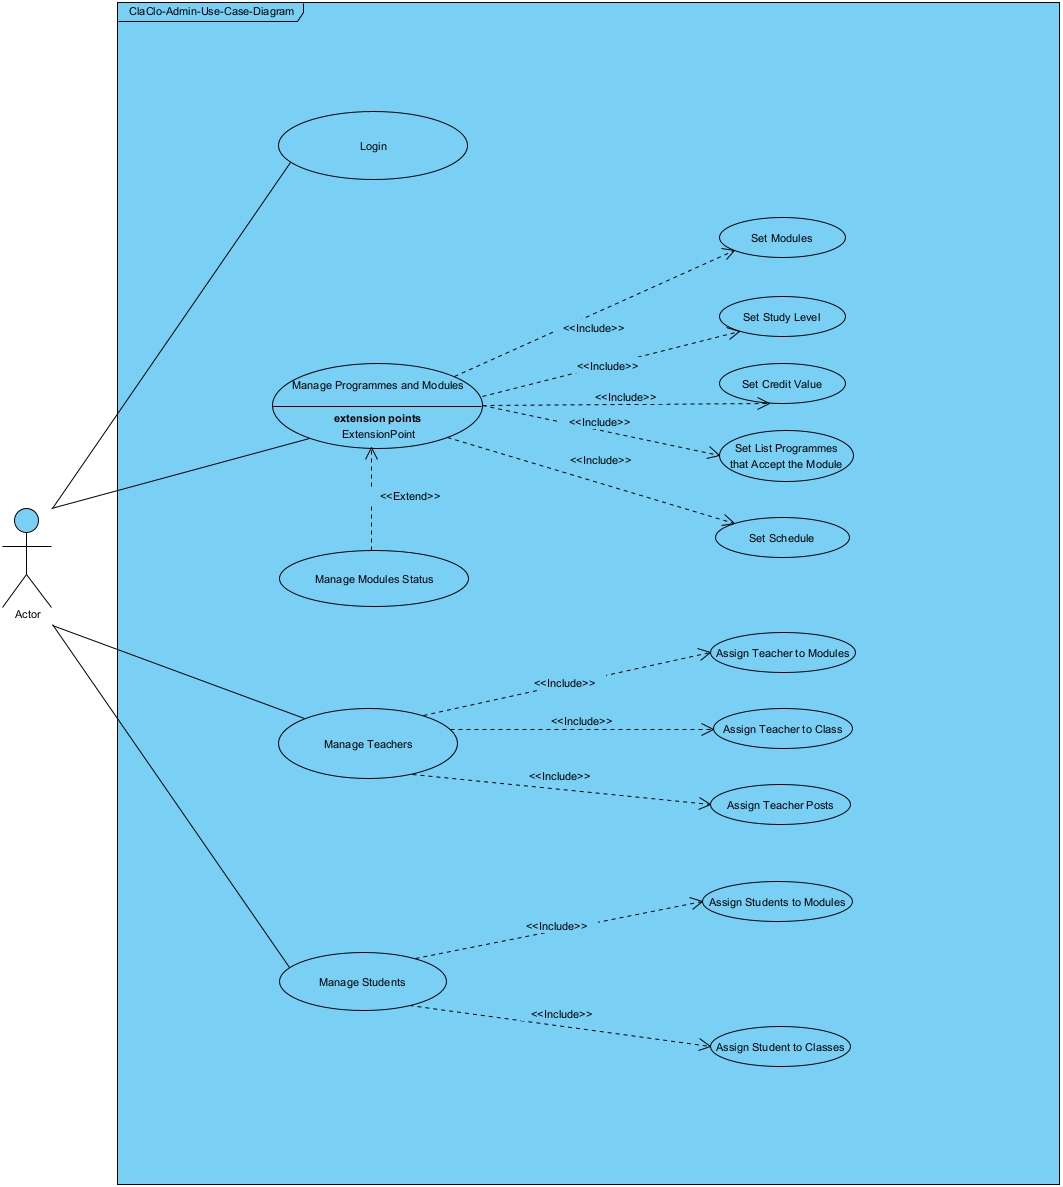 ClaClo-Admin-Use-Case-Diagram
Login
Set Modules
Set Study Level
<<Include>>
<<Include>>
Set Credit Value
Manage Programmes and Modules
<<Include>>
extension points
ExtensionPoint
<<Include>>
Set List Programmes
that Accept the Module
<<Include>>
<<Extend>>
Set Schedule
Manage Modules Status
Actor
Assign Teacher to Modules
<<Include>>
<<Include>>
Assign Teacher to Class
Manage Teachers
<<Include>>
Assign Teacher Posts
Assign Students to Modules
<<Include>>
Manage Students
<<Include>>
Assign Student to Classes